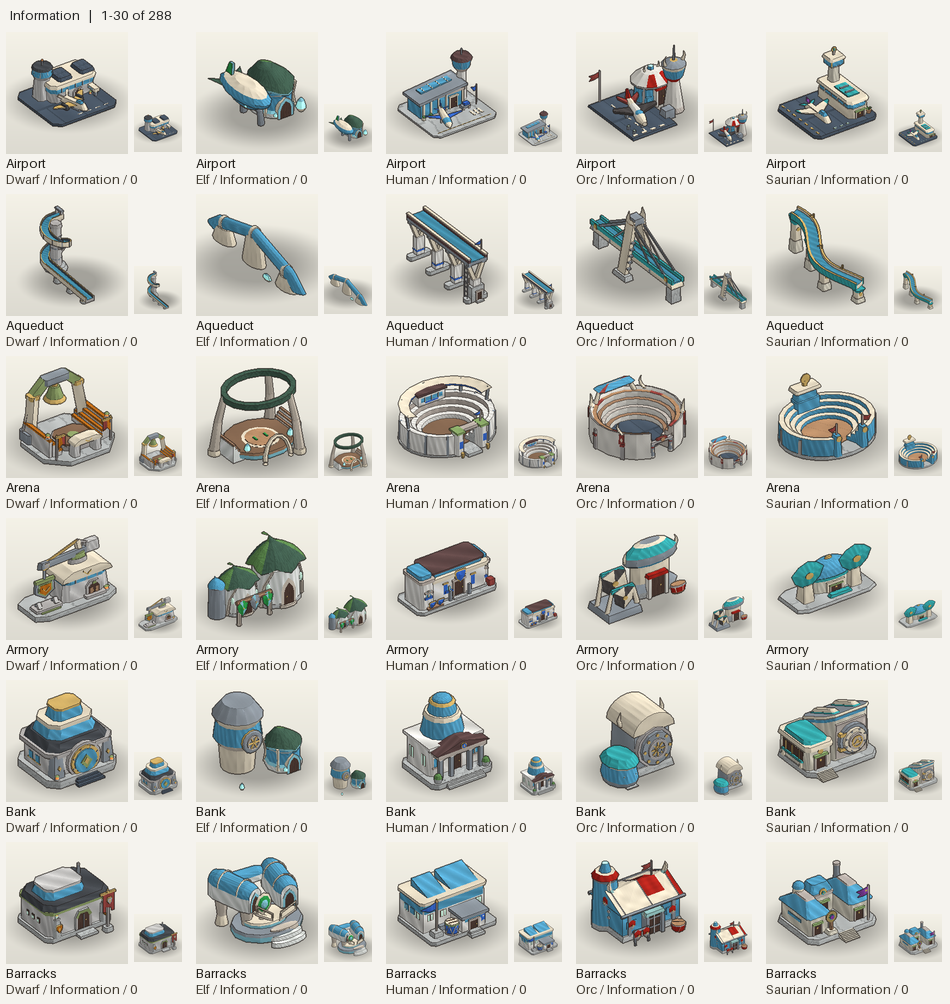 Information | 1-30 of 288
Airport
Dwarf / Information / 0
Airport
Elf / Information / 0
Airport
Human / Information / 0
Airport
Orc / Information / 0
Airport
Saurian / Information / 0
Aqueduct
Dwarf / Information / 0
Aqueduct
Elf / Information / 0
Aqueduct
Human / Information / 0
Aqueduct
Orc / Information / 0
Aqueduct
Saurian / Information / 0
Arena
Dwarf / Information / 0
Arena
Elf / Information / 0
Arena
Human / Information / 0
Arena
Orc / Information / 0
Arena
Saurian / Information / 0
Armory
Dwarf / Information / 0
Armory
Elf / Information / 0
Armory
Human / Information / 0
Armory
Orc / Information / 0
Armory
Saurian / Information / 0
Bank
Dwarf / Information / 0
Bank
Elf / Information / 0
Bank
Human / Information / 0
Bank
Orc / Information / 0
Bank
Saurian / Information / 0
Barracks
Dwarf / Information / 0
Barracks
Elf / Information / 0
Barracks
Human / Information / 0
Barracks
Orc / Information / 0
Barracks
Saurian / Information / 0